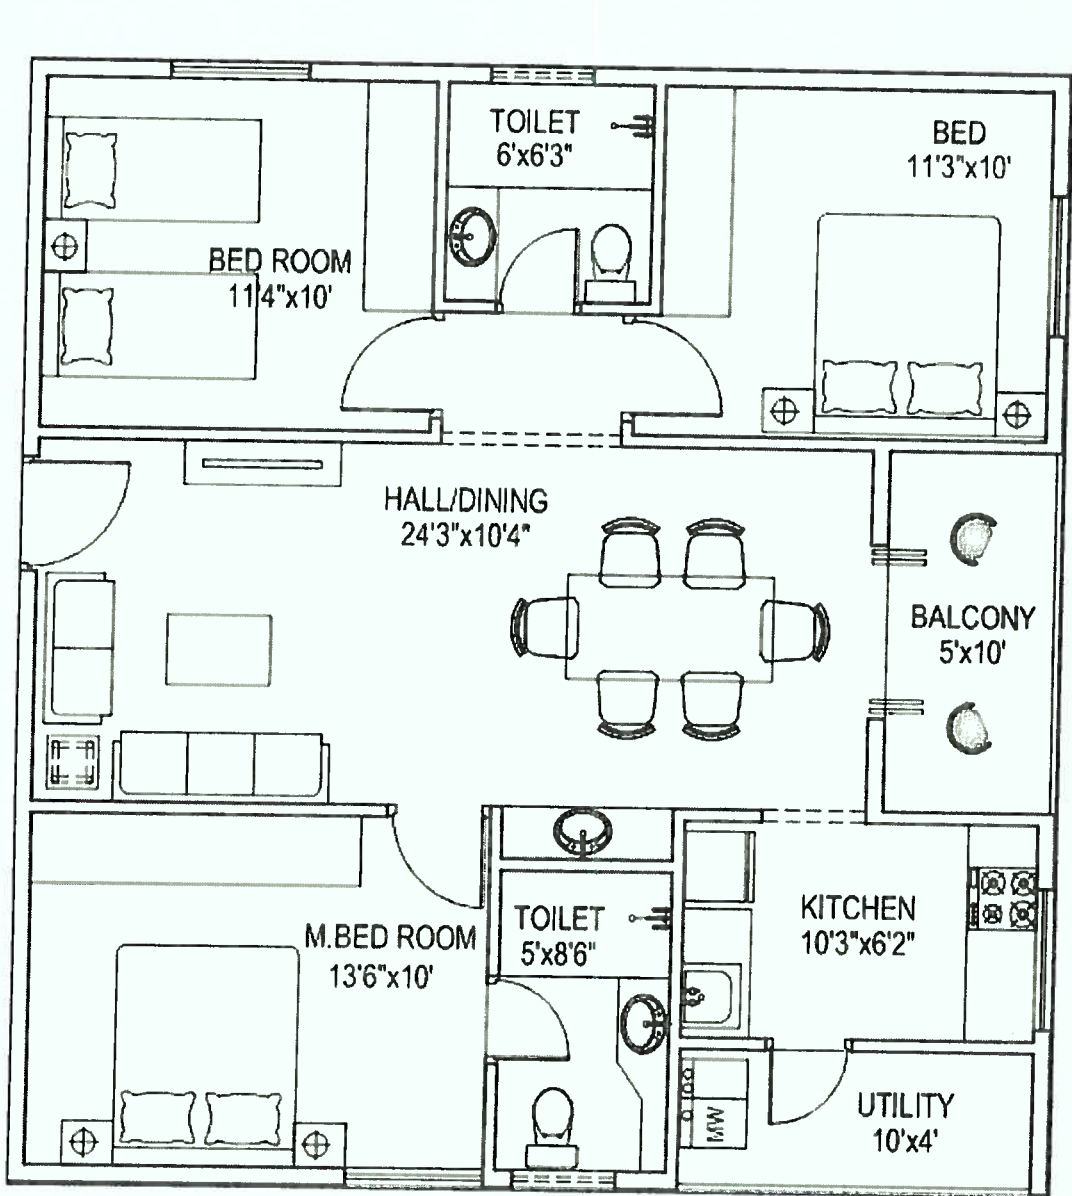 TOILET
6'x6'3"
BED
11'3"x10'
BED ROOM
11'4"x10'
HALL/DINING
24'3"x10'4"
BALCONY
5'x10'
M.BED ROOM
13'6"x10'
TOILET
5'x8'6"
KITCHEN
10'3"x6'2"
UTILITY
10'x4'
MW